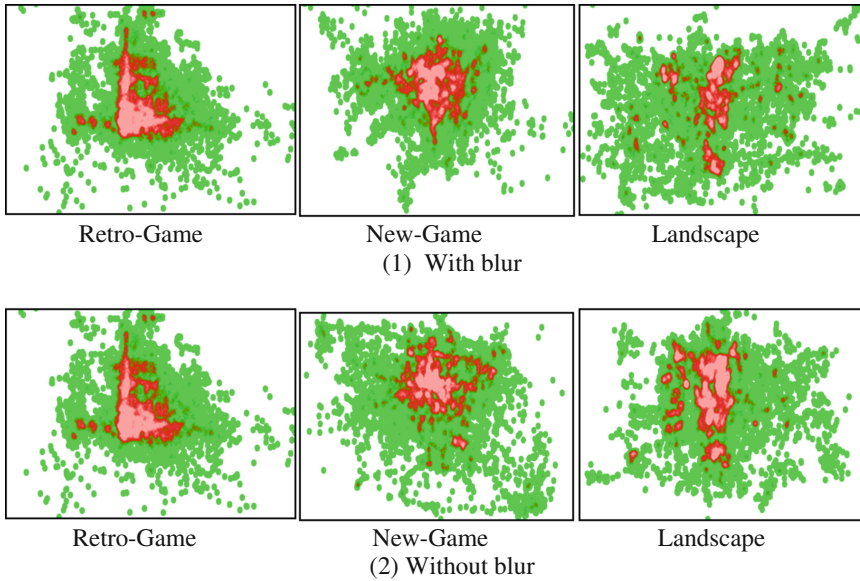 Retro-Game New-Game Landscape
(1) With blur
Retro-Game New-Game Landscape
(2) Without blur